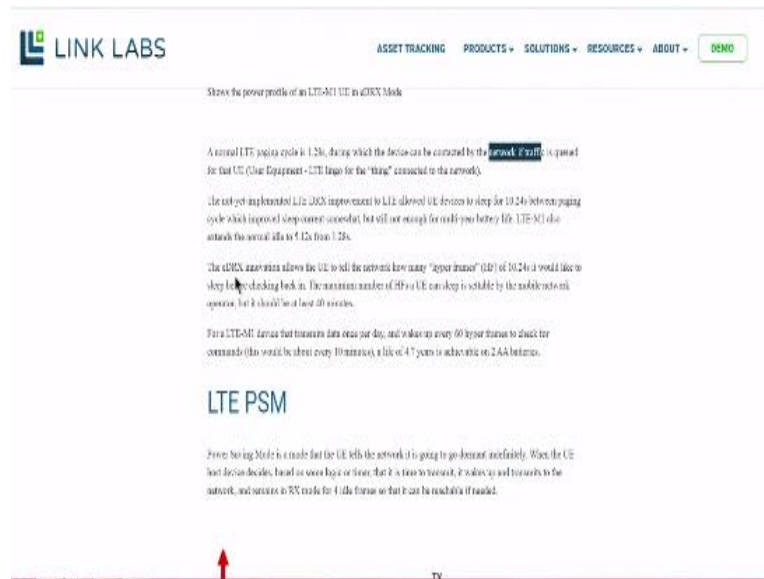 LINK LABS
ASSET TRACKING PRODUCTS SOLUTIONS RESOURCES ABOUT DEMO
Shows the power profile of an LTE-M1 UE in eDRX Mode
A normal LTE paging cycle is 1.28s, during which the device can be contacted by the network if traffic is queued
for that UE (User Equipment - LTE lingo for the "thing" connected to the network).
The not-yet-implemented LTE DRX improvement to LTE allowed UE devices to sleep for 10.24s between paging
cycle which improved sleep current somewhat, but still not enough for multi-year battery life. LTE-M1 also
extends the normal idle to 5.12s from 1.28s.
The eDRX innovation allows the UE to tell the network how many "hyper frames" (HF) of 10.24s it would like to
sleep before checking back in. The maximum number of HFs a UE can sleep is settable by the mobile network
operator, but it should be at least 40 minutes.
For a LTE-M1 device that transmits data once per day, and wakes up every 60 hyper frames to check for
commands (this would be about every 10 minutes), a life of 4.7 years is achievable on 2 AA batteries.
LTE PSM
Power Saving Mode is a mode that the UE tells the network it is going to go dormant indefinitely. When the UE
host device decides, based on some logic or timer, that it is time to transmit, it wakes up and transmits to the
network, and remains in RX mode for 4 idle frames so that it can be reachable if needed.
TX